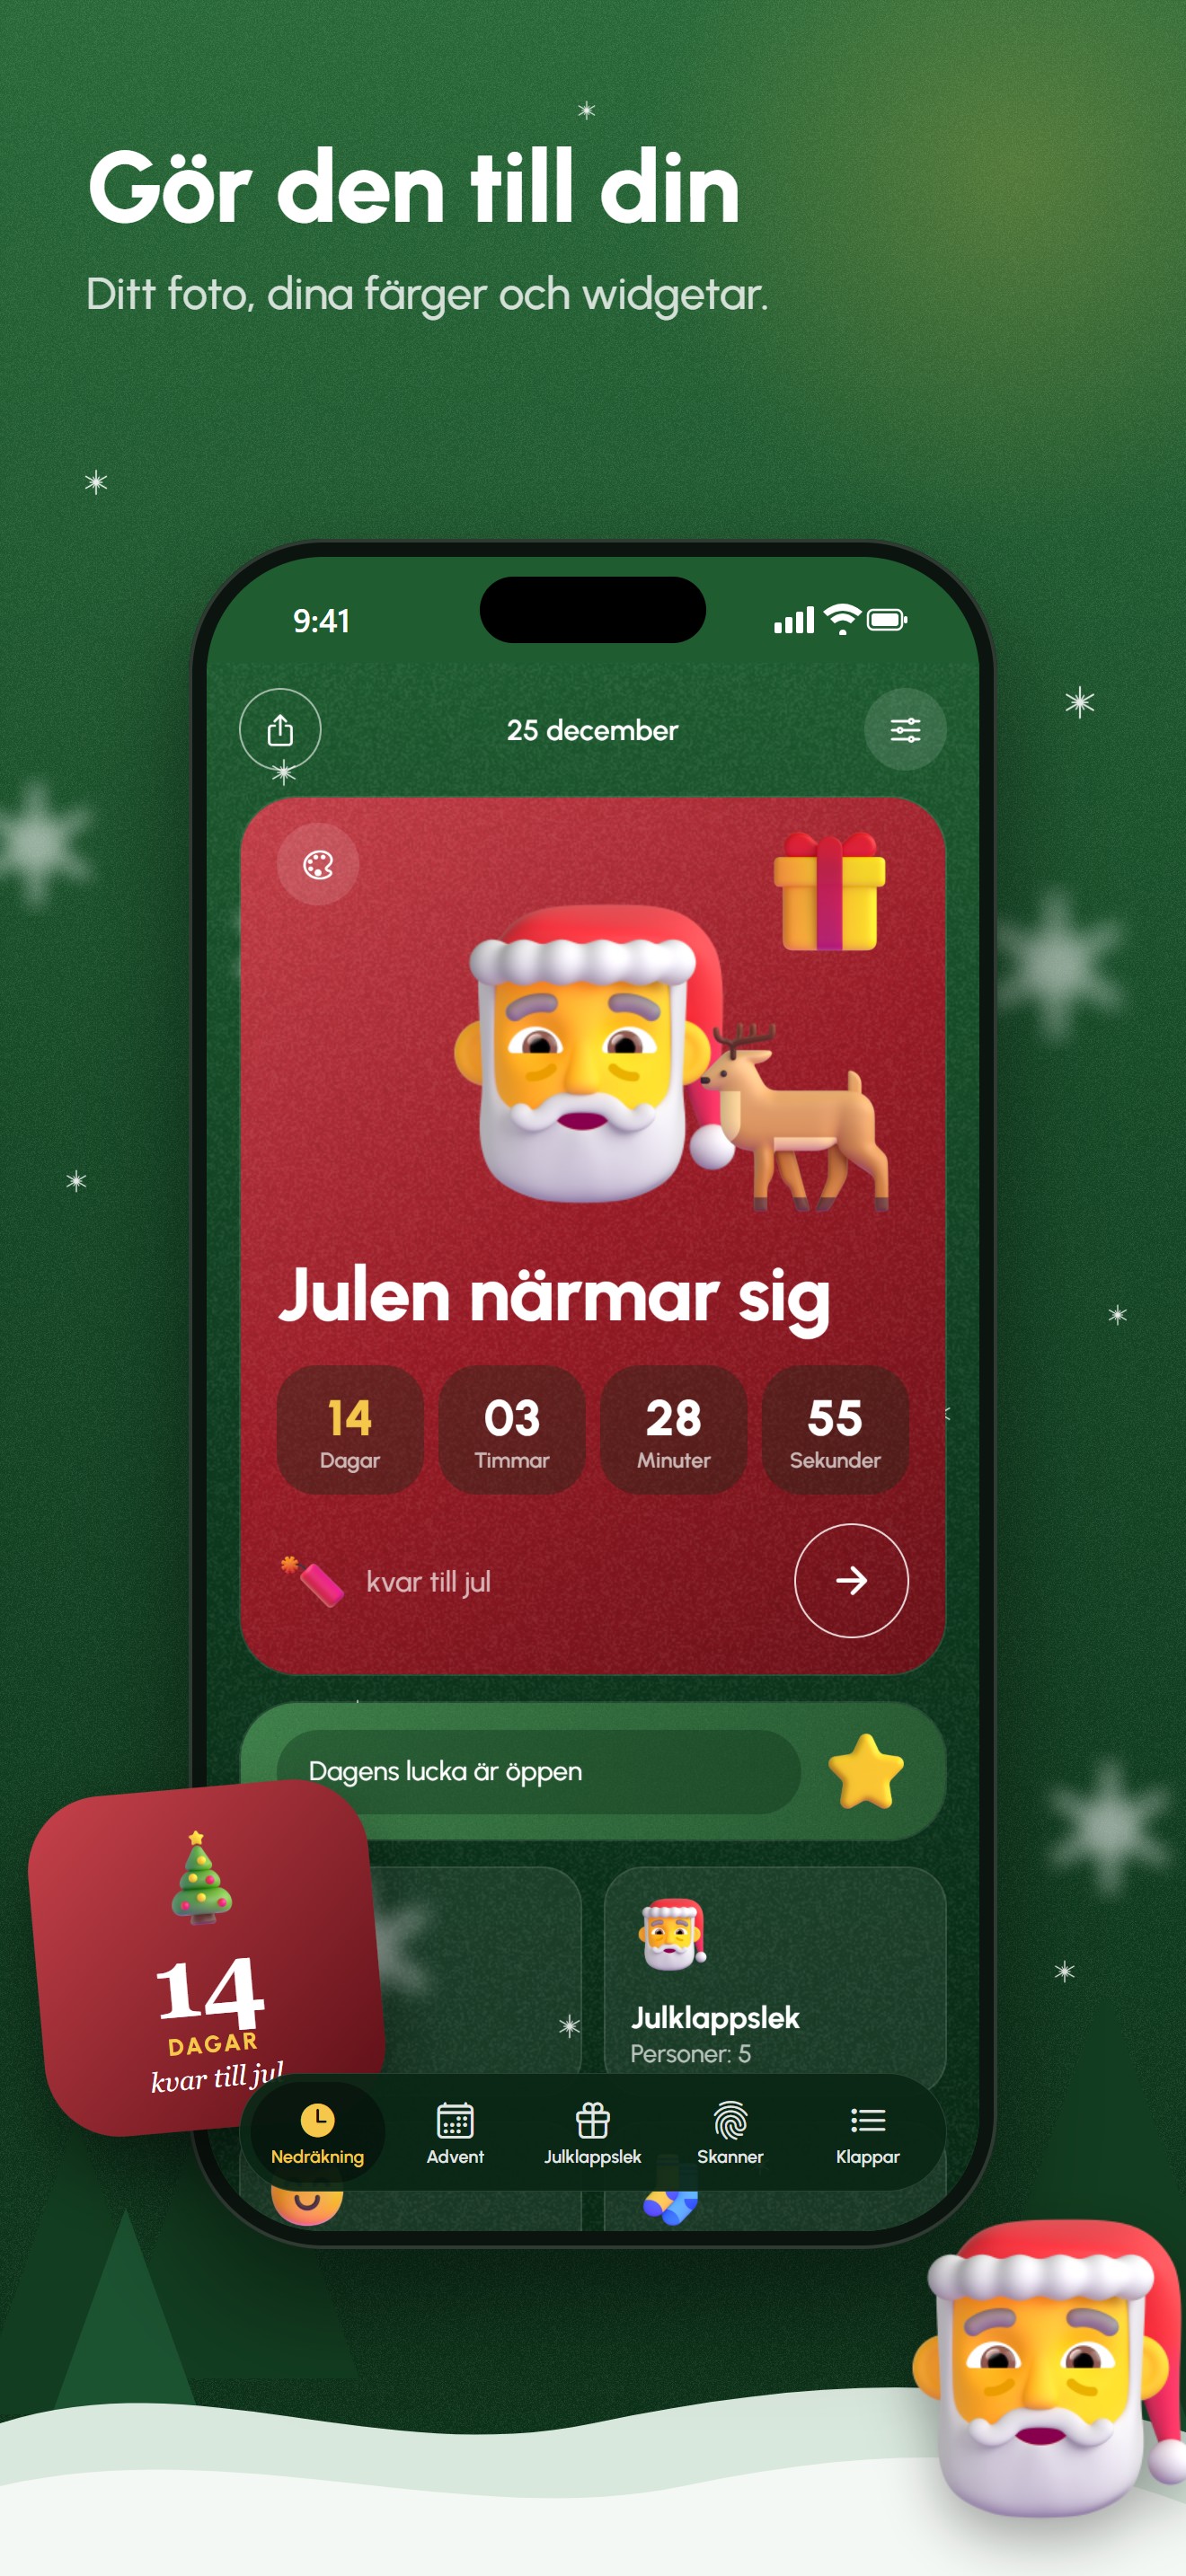 Gör den till din
Ditt foto, dina färger och widgetar.
9:41
25 december
Julen närmar sig
14
Dagar
03
Timmar
28
Minuter
55
Sekunder
kvar till jul
Dagens lucka är öppen
14
DAGAR
kvar till jul
Julklappslek
Personer: 5
Nedräkning
Advent
Julklappslek
Skanner
Klappar